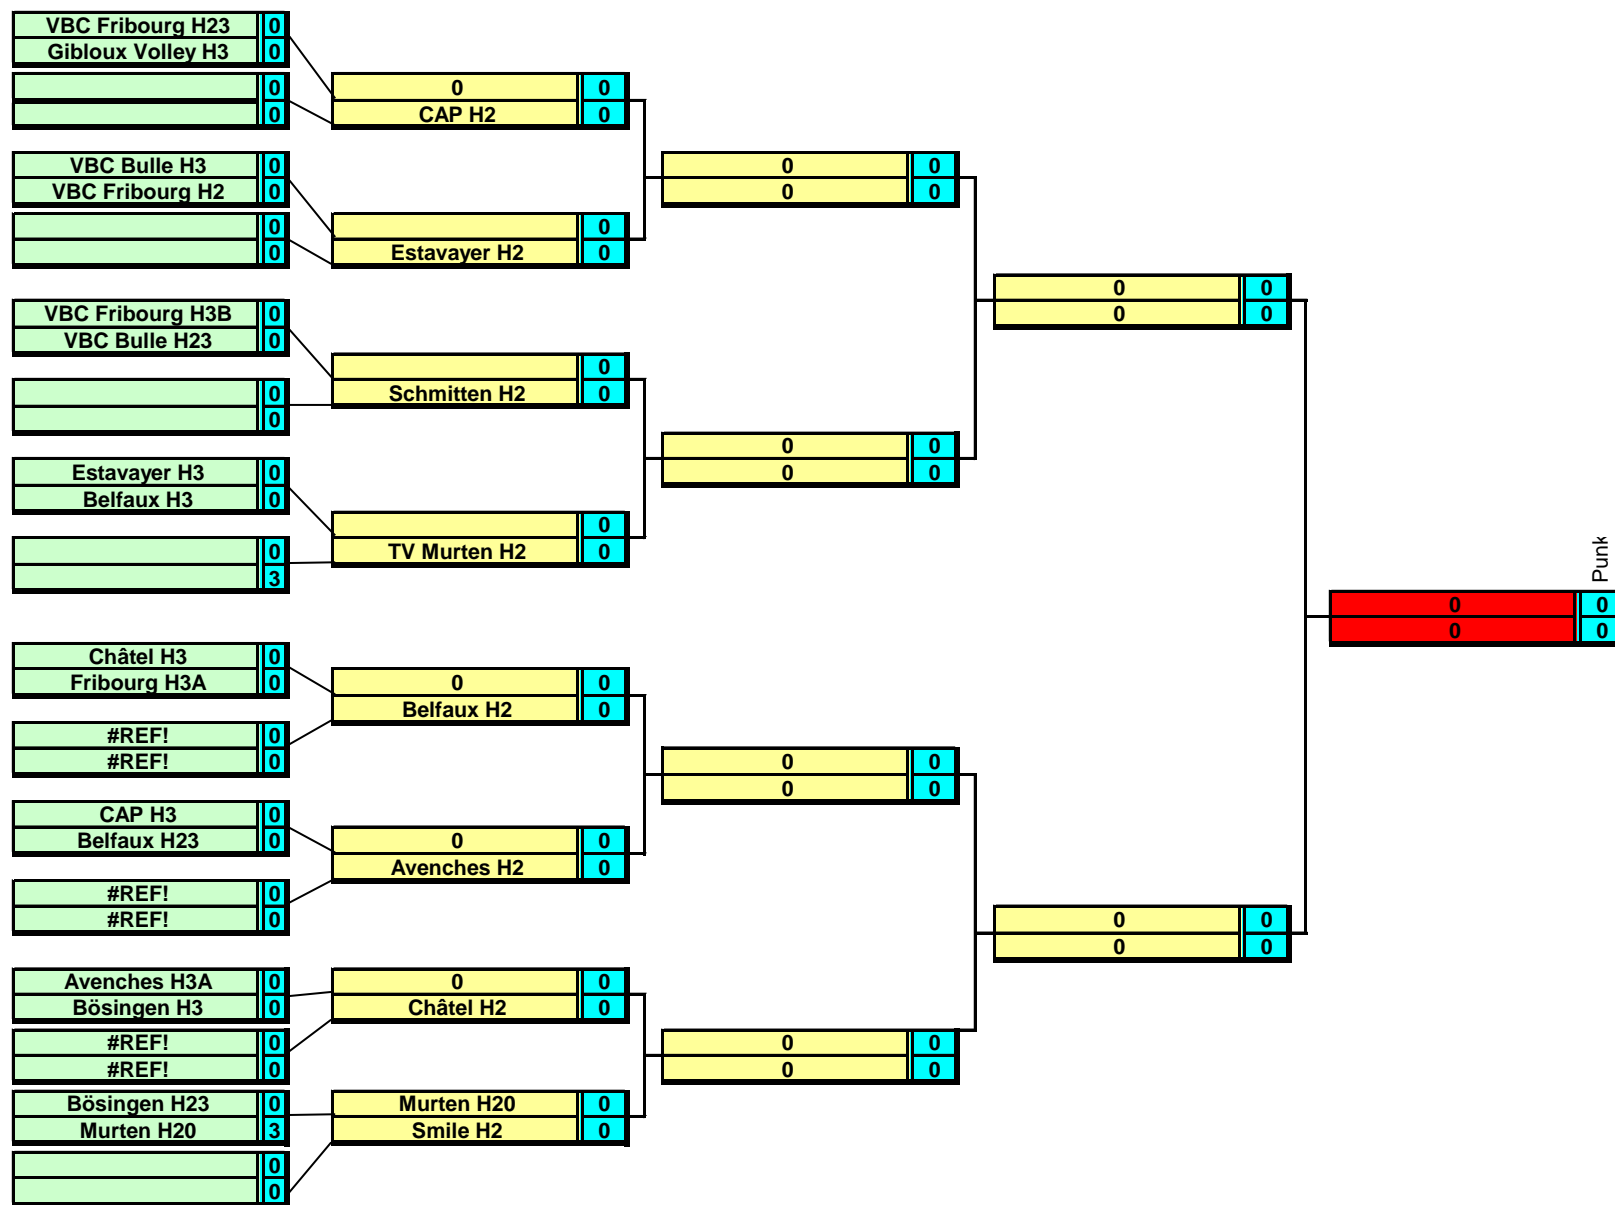 VBC Fribourg H23 0
Gibloux Volley H3 0
0
0
0 0
CAP H2 0
VBC Bulle H3 0
VBC Fribourg H2 0
0 0
0 0
0
0
0
Estavayer H2 0
0 0
0 0
VBC Fribourg H3B 0
VBC Bulle H23 0
0
Schmitten H2 0
0
0
0 0
0 0
Estavayer H3 0
Belfaux H3 0
0
TV Murten H2 0
0
3
Punk
0 0
0 0
Châtel H3 0
Fribourg H3A 0
0 0
Belfaux H2 0
#REF! 0
#REF! 0
0 0
0 0
CAP H3 0
Belfaux H23 0
0 0
Avenches H2 0
#REF! 0
#REF! 0
0 0
0 0
Avenches H3A 0
Bösingen H3 0
0 0
Châtel H2 0
#REF! 0
#REF! 0
0 0
0 0
Bösingen H23 0
Murten H20 3
Murten H20 0
Smile H2 0
0
0